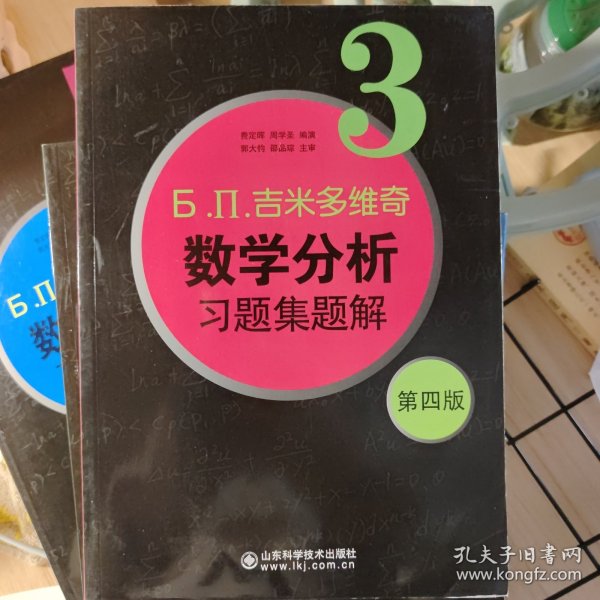 3
费定晖 周学圣 编演
郭大钧 邵品琮 主审
Б.П.吉米多维奇
数学分析
习题集题解
第四版
山东科学技术出版社
www.lkj.com.cn
Б.П.
数
孔夫子旧书网
www.kongfz.com